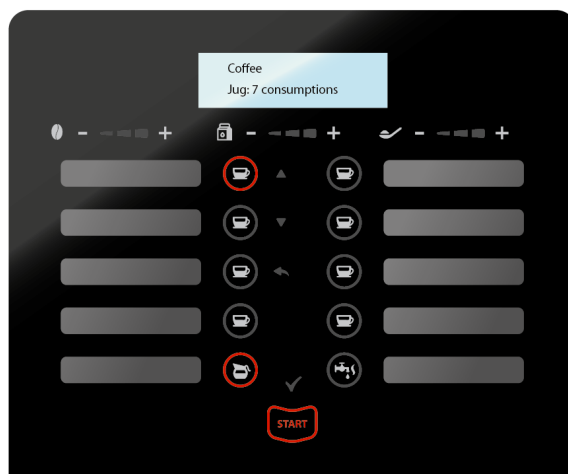 Coffee
Jug: 7 consumptions
- + - + - +
START